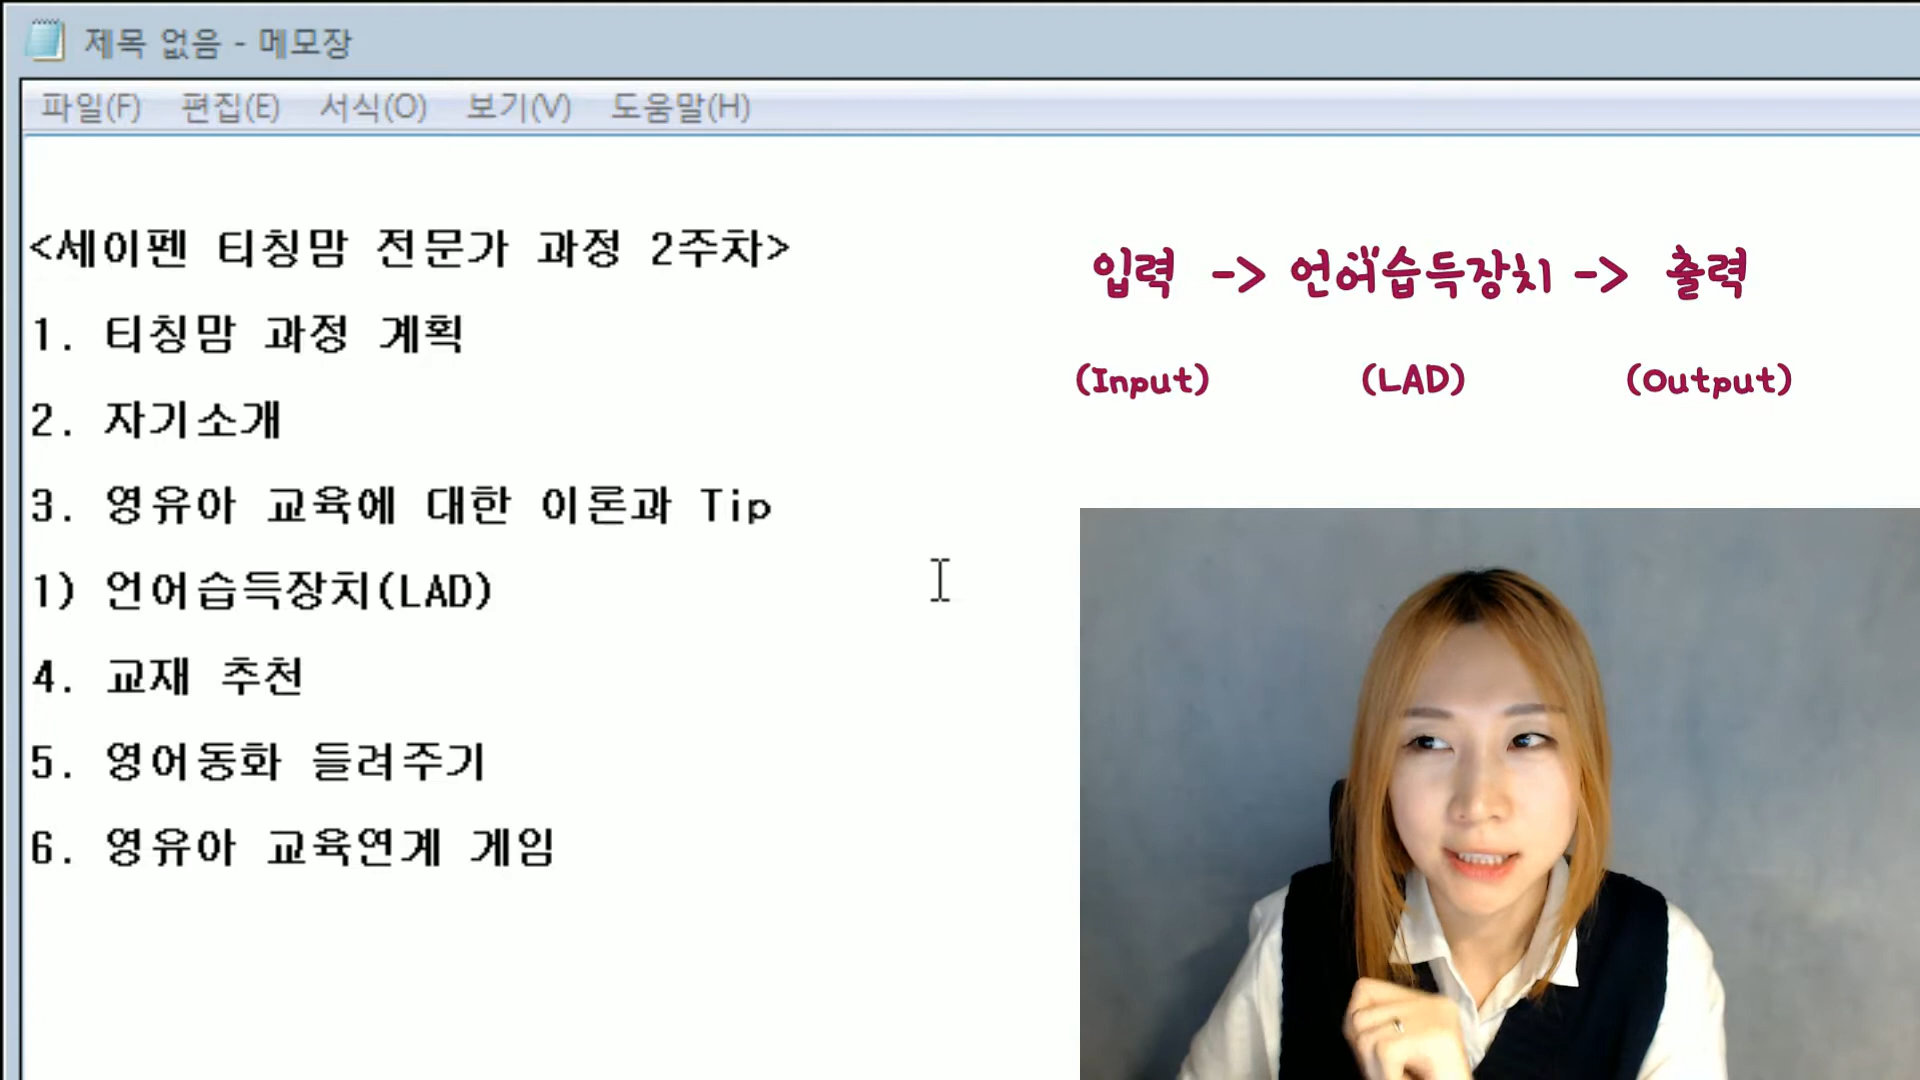 제목 없음 - 메모장
파일(F) 편집(E) 서식(O) 보기(V) 도움말(H)
<세이펜 티칭맘 전문가 과정 2주차>
1. 티칭맘 과정 계획
2. 자기소개
3. 영유아 교육에 대한 이론과 Tip
1) 언어습득장치(LAD)
4. 교재 추천
5. 영어동화 들려주기
6. 영유아 교육연계 게임
입력 -> 언어습득장치 -> 출력
(Input) (LAD) (Output)